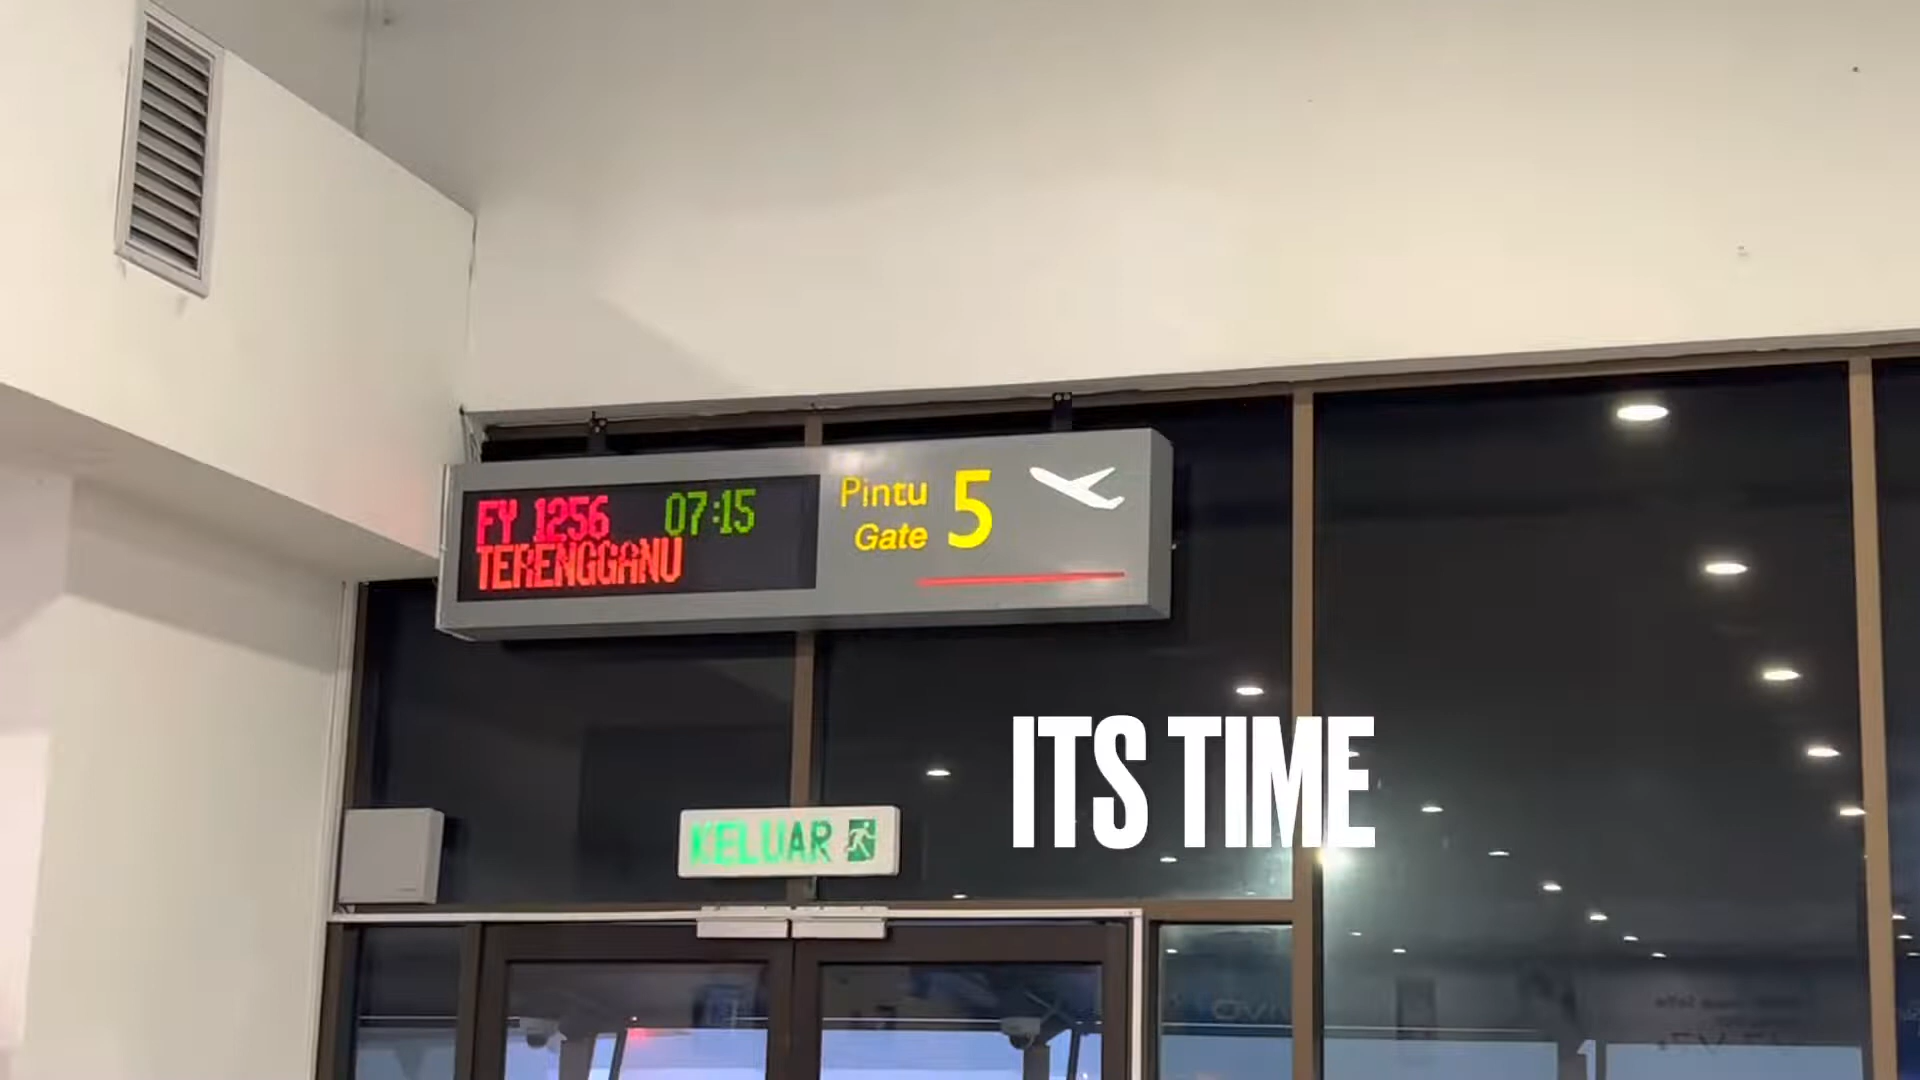 FY 1256 07:15
TERENGGANU
Pintu
Gate
5
ITS TIME
KELUAR